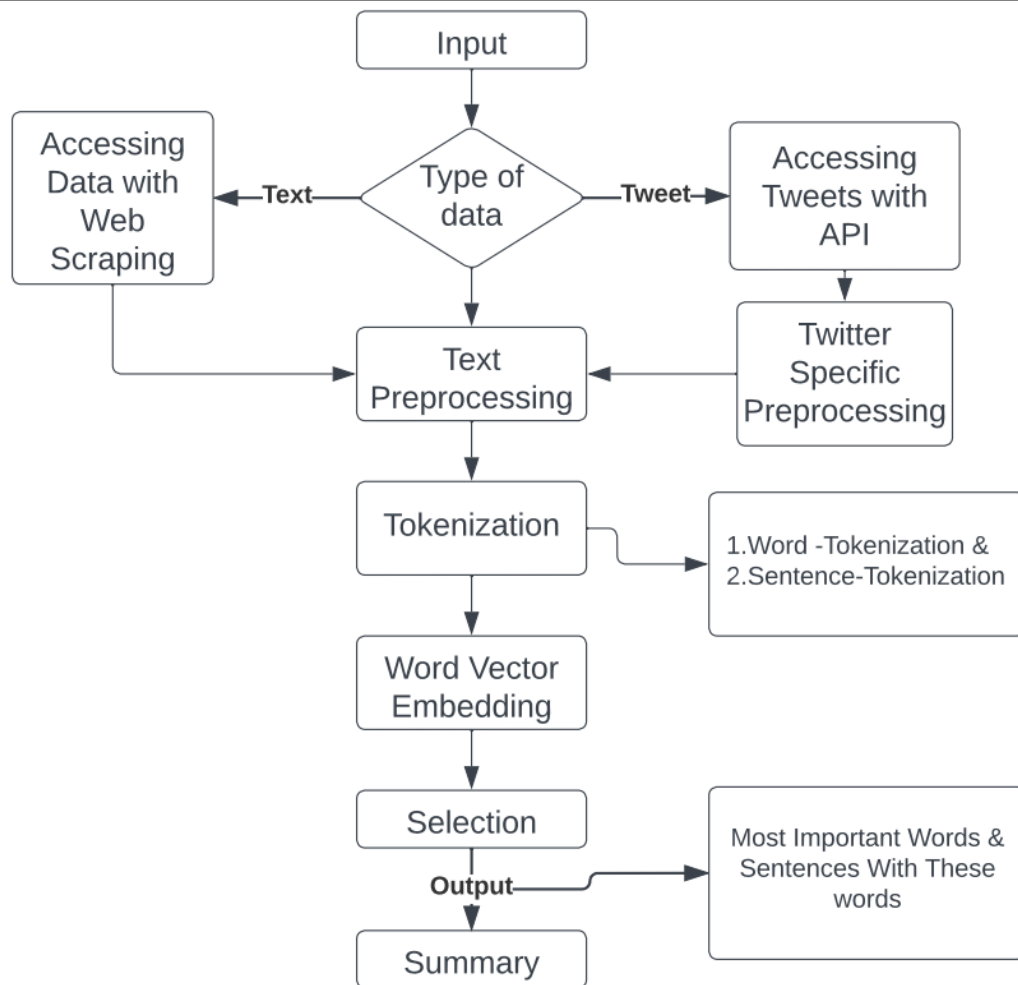 Input
Accessing
Data with
Web
Scraping
Text
Type of
data
Tweet
Accessing
Tweets with
API
Text
Preprocessing
Twitter
Specific
Preprocessing
Tokenization
1.Word -Tokenization &
2.Sentence-Tokenization
Word Vector
Embedding
Selection
Output
Most Important Words &
Sentences With These
words
Summary